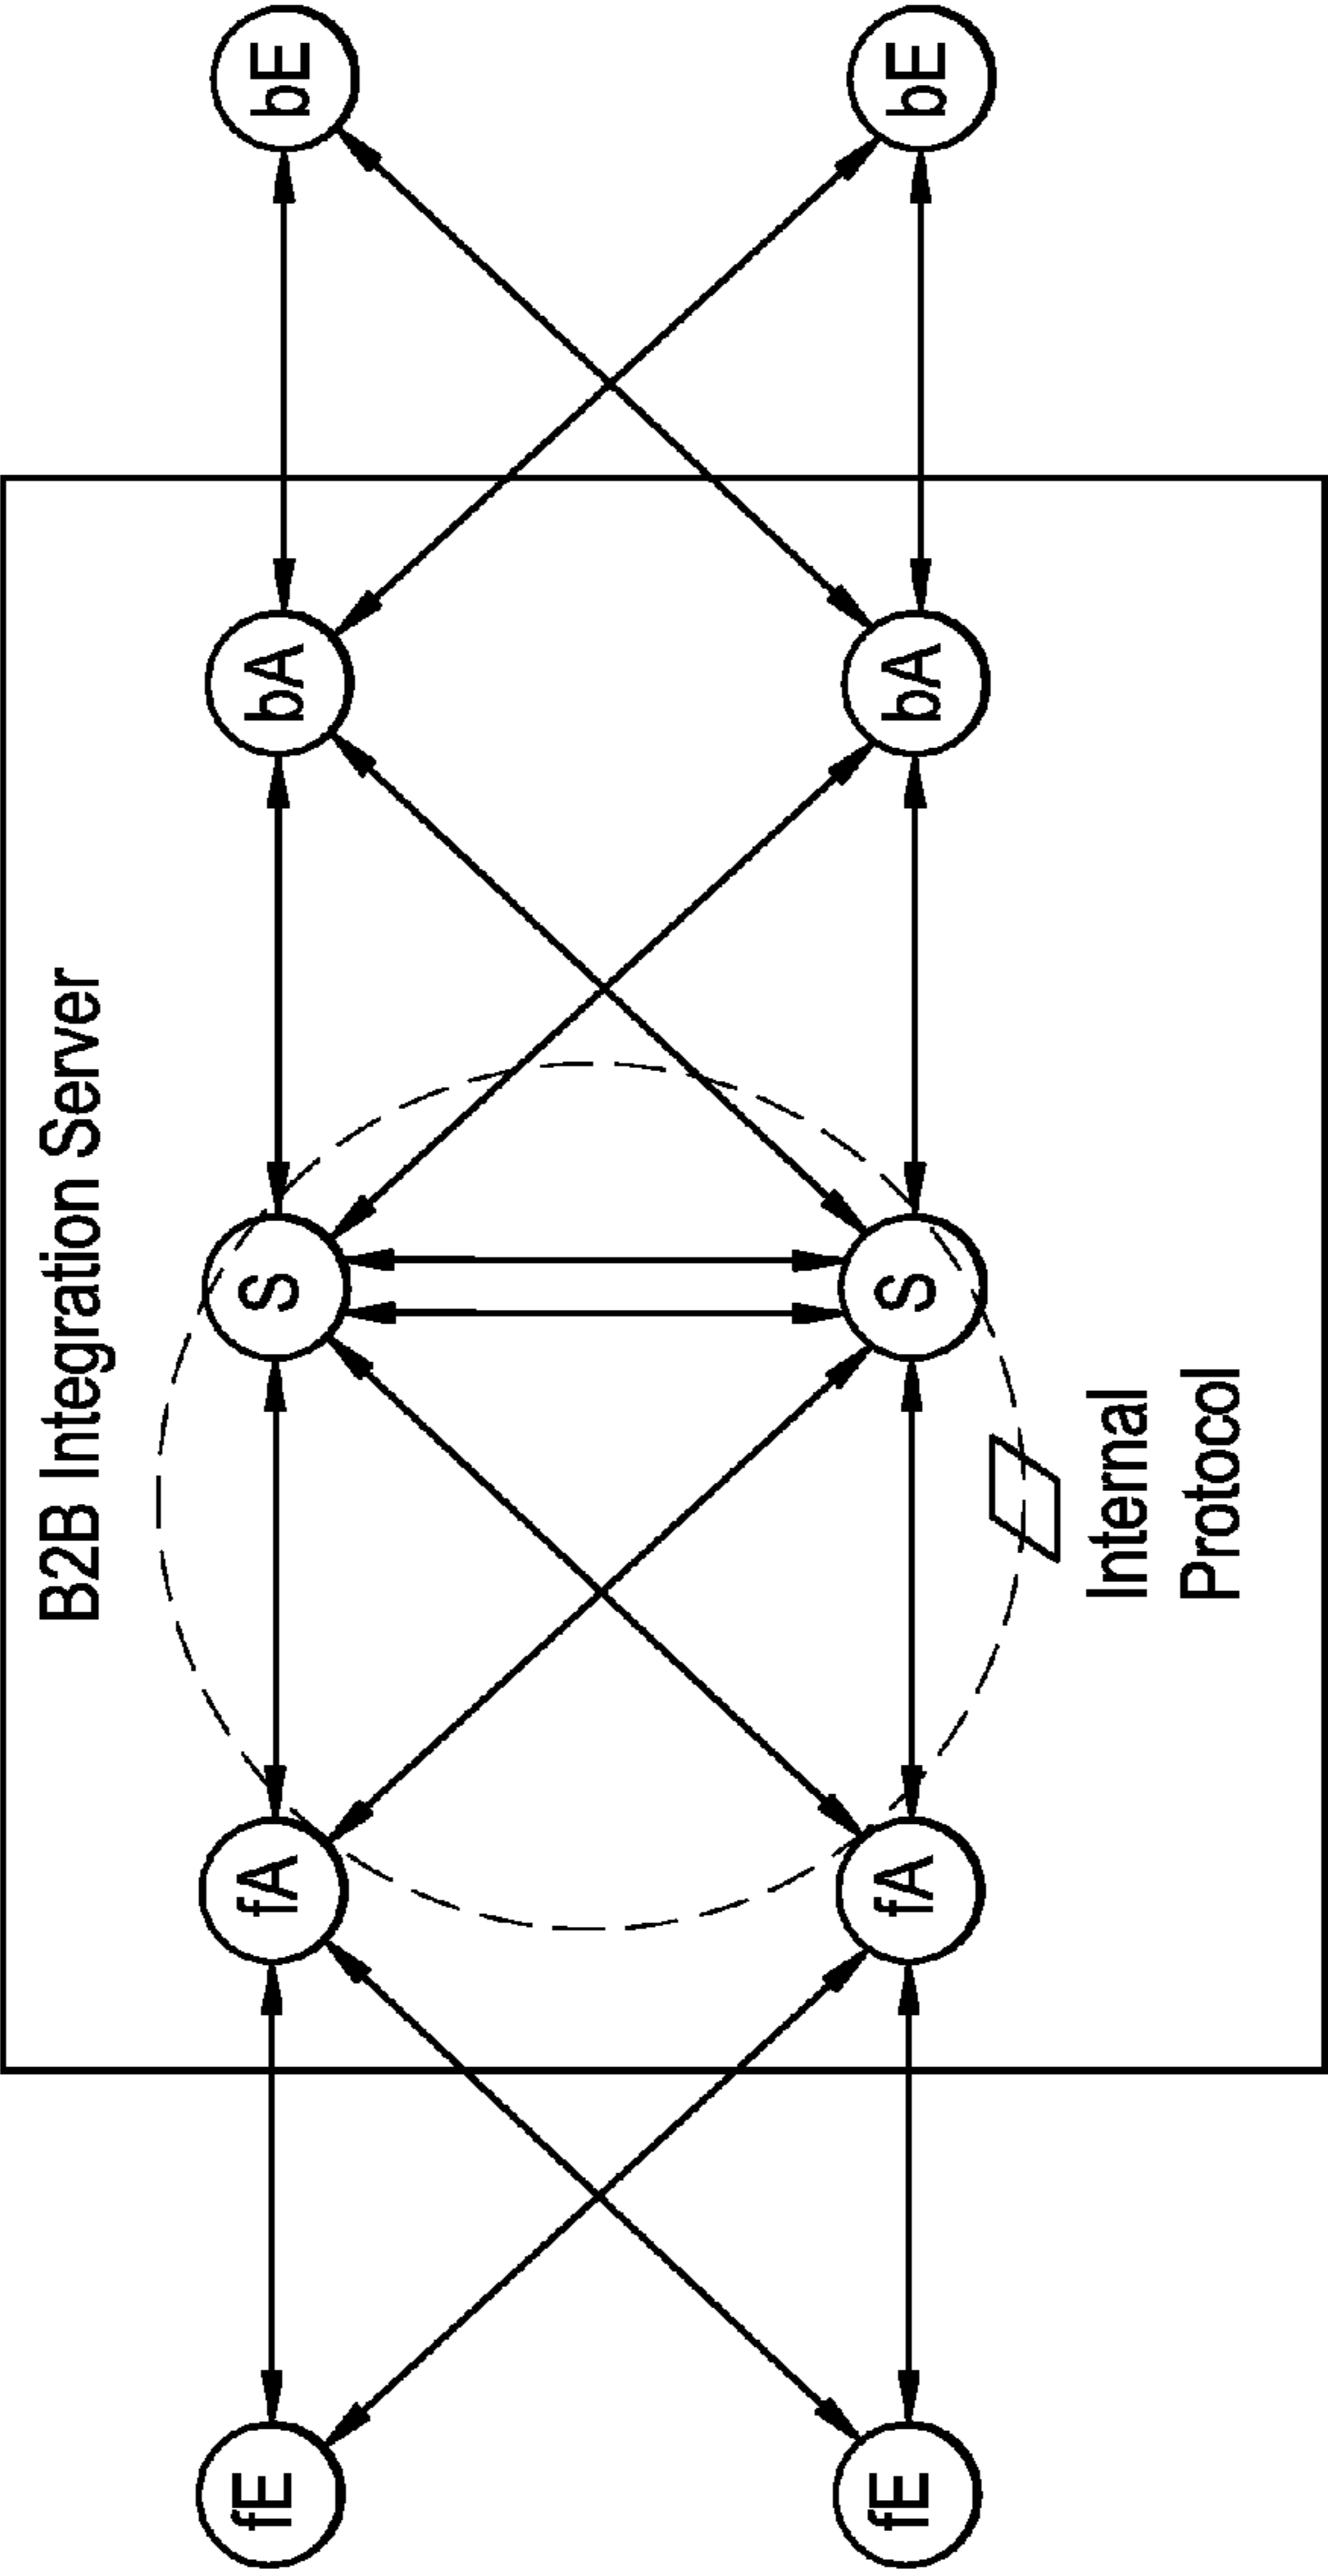 B2B Integration Server
fE
fA
S
bA
bE
fE
fA
S
bA
bE
Internal
Protocol